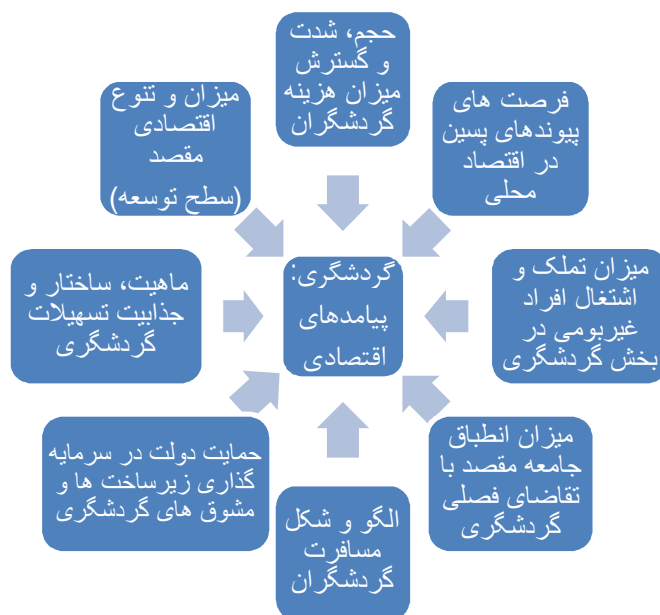 حجم، شدت
و گسترش
میزان هزینه
گردشگران
فرصت های
پیوندهای پسین
در اقتصاد
محلی
میزان تملک و
اشتغال افراد
غیربومی در
بخش گردشگری
میزان انطباق
جامعه مقصد با
تقاضای فصلی
گردشگری
الگو و شکل
مسافرت
گردشگران
حمایت دولت در سرمایه
گذاری زیرساخت ها و
مشوق های گردشگری
ماهیت، ساختار و
جذابیت تسهیلات
گردشگری
میزان و تنوع
اقتصادی
مقصد
(سطح توسعه)
گردشگری:
پیامدهای
اقتصادی